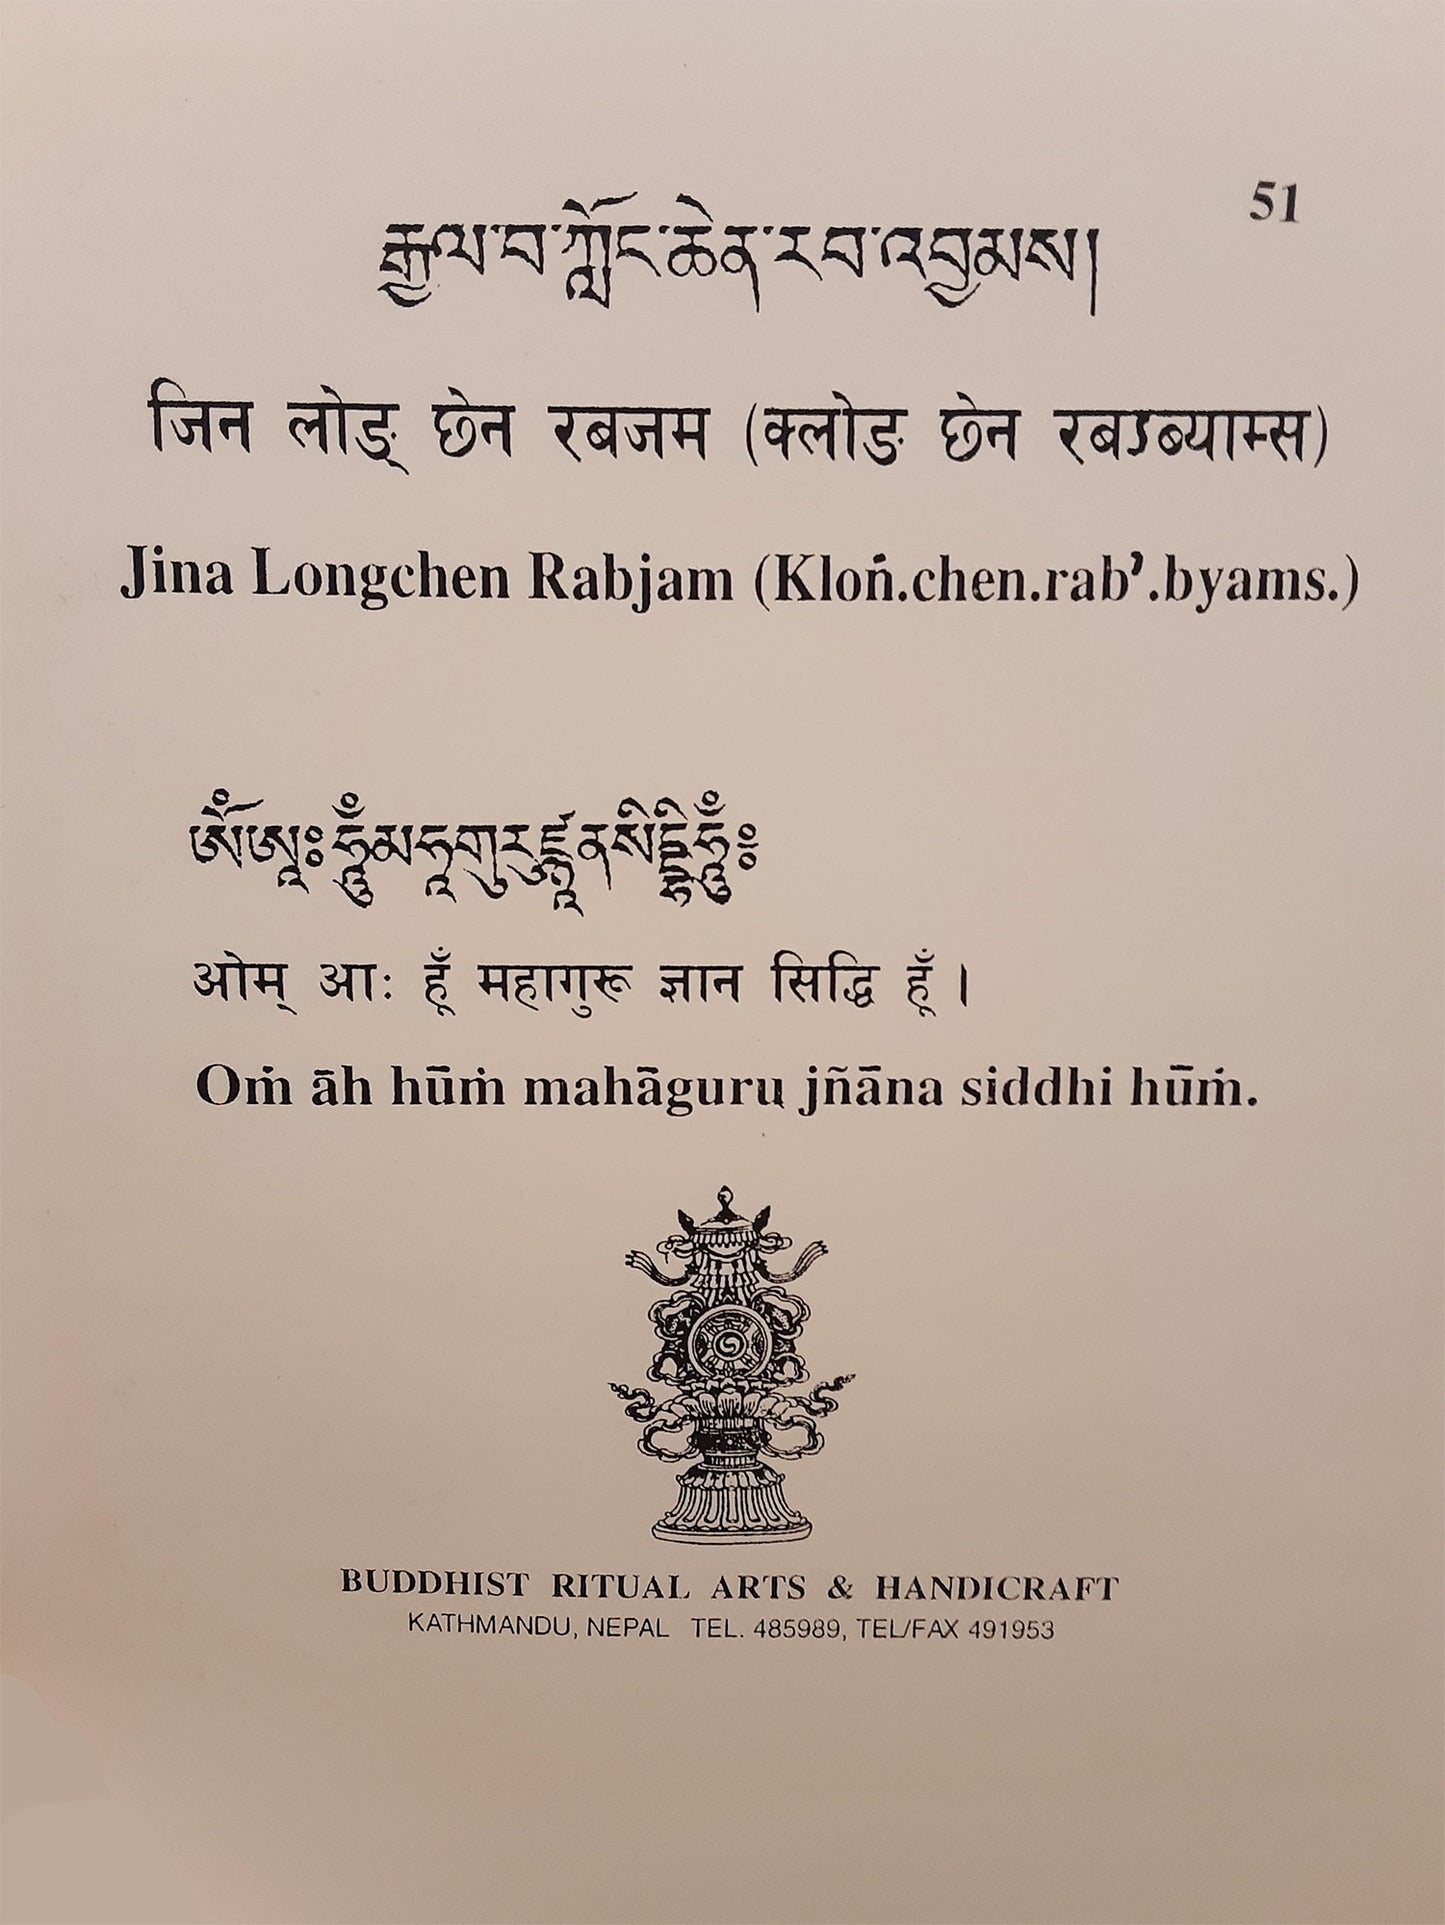 51
རྒྱལ་བ་ཀློང་ཆེན་རབ་འབྱམས།
जिन लोङ् छेन रबजम (क्लोङ छेन रबऽब्याम्स)
Jina Longchen Rabjam (Kloṅ.chen.rab’.byams.)
ཨོཾ་ཨཱཿཧཱུྃ་མ་ཧཱ་གུ་རུ་ཛྙཱ་ན་སིདྡྷི་ཧཱུྃ༔
ओम् आः हूँ महागुरू ज्ञान सिद्धि हूँ ।
Oṁ āh hūṁ mahāguru jñāna siddhi hūṁ.
BUDDHIST RITUAL ARTS & HANDICRAFT
KATHMANDU, NEPAL TEL. 485989, TEL/FAX 491953